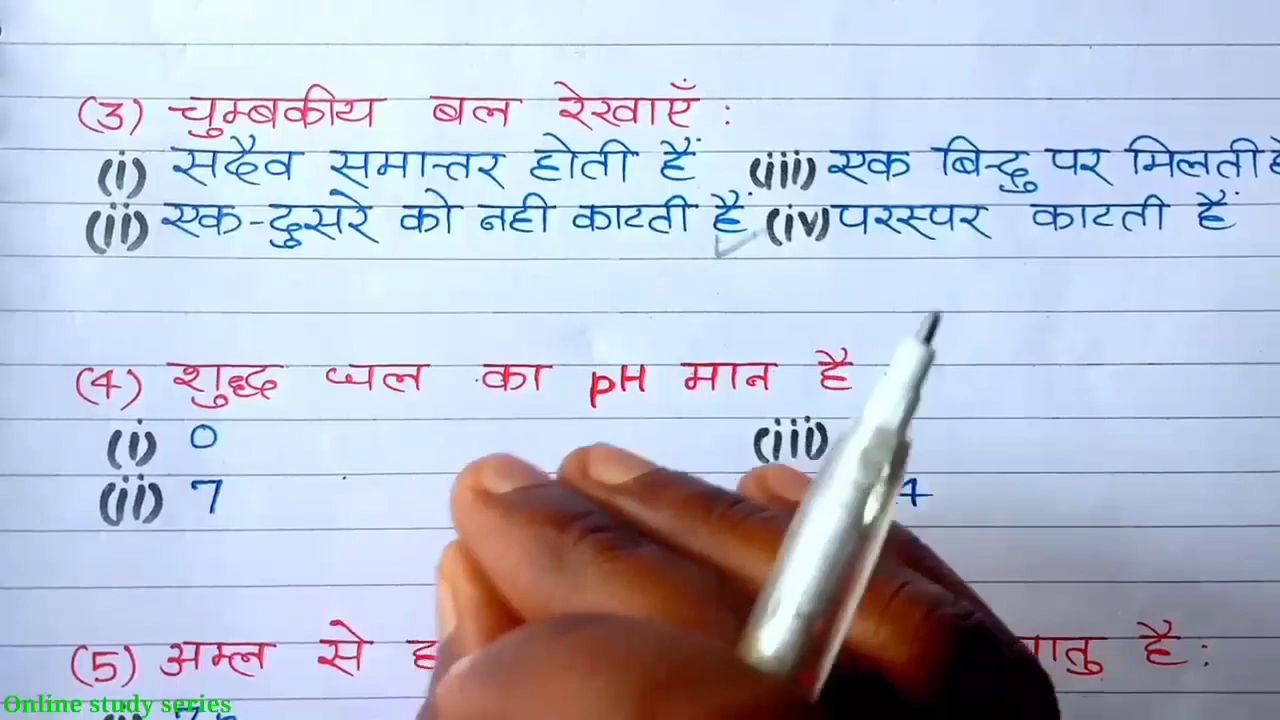 (3) चुम्बकीय बल रेखाएँ :
(i) सदैव समान्तर होती हैं (iii) एक बिन्दु पर मिलती
(ii) एक-दुसरे को नही काटती हैं (iv) परस्पर काटती हैं
(4) शुद्ध जल का pH मान है
(i) 0 (iii)
(ii) 7
(5) अम्ल से है:
Online study series